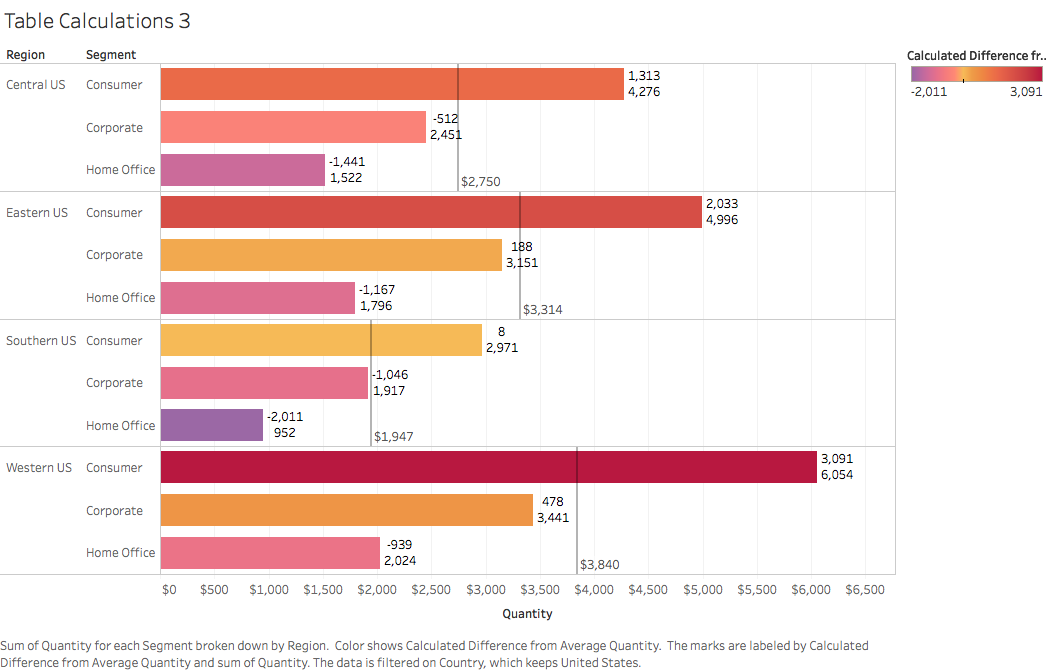 Table Calculations 3
Region Segment
Calculated Difference fr..
-2,011 3,091
Central US Consumer 1,313
4,276
Corporate -512
2,451
Home Office -1,441
1,522
$2,750
Eastern US Consumer 2,033
4,996
Corporate 188
3,151
Home Office -1,167
1,796
$3,314
Southern US Consumer 8
2,971
Corporate -1,046
1,917
Home Office -2,011
952
$1,947
Western US Consumer 3,091
6,054
Corporate 478
3,441
Home Office -939
2,024
$3,840
$0 $500 $1,000 $1,500 $2,000 $2,500 $3,000 $3,500 $4,000 $4,500 $5,000 $5,500 $6,000 $6,500
Quantity
Sum of Quantity for each Segment broken down by Region.  Color shows Calculated Difference from Average Quantity.  The marks are labeled by Calculated
Difference from Average Quantity and sum of Quantity. The data is filtered on Country, which keeps United States.